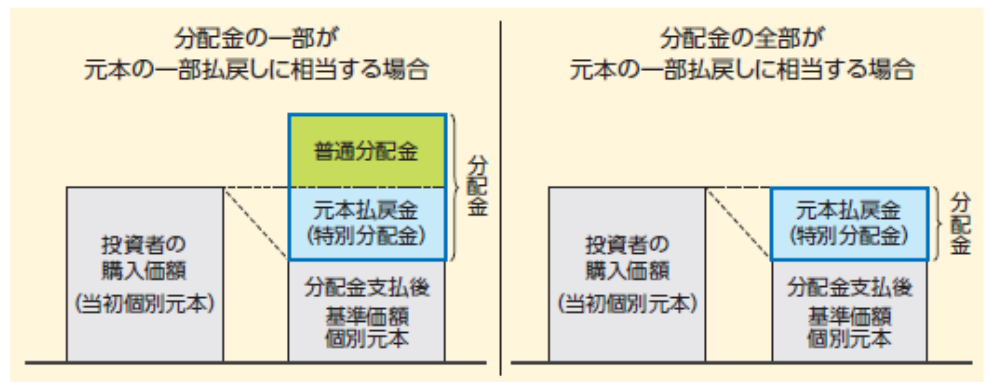 分配金の一部が
元本の一部払戻しに相当する場合
普通分配金
元本払戻金
(特別分配金)
分配金
投資者の
購入価額
(当初個別元本)
分配金支払後
基準価額
個別元本
分配金の全部が
元本の一部払戻しに相当する場合
元本払戻金
(特別分配金)
分配金
投資者の
購入価額
(当初個別元本)
分配金支払後
基準価額
個別元本